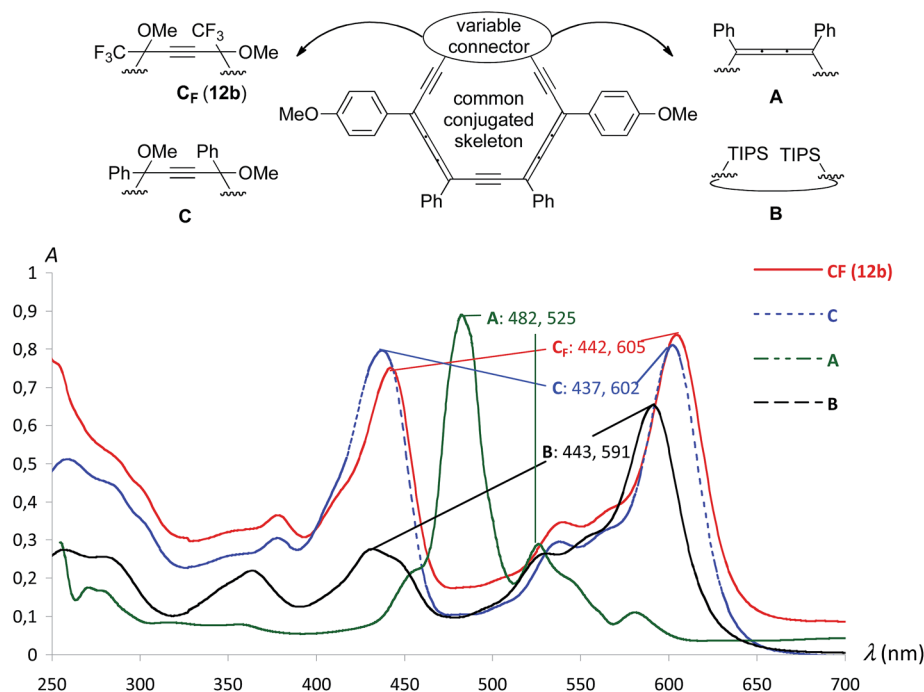 OMe
CF₃
F₃C
OMe
C_F (12b)
OMe
Ph
Ph
OMe
C
variable
connector
common
conjugated
skeleton
MeO
OMe
Ph
Ph
Ph
Ph
A
TIPS TIPS
B
A
1
0,9
0,8
0,7
0,6
0,5
0,4
0,3
0,2
0,1
0
250 300 350 400 450 500 550 600 650 700
λ (nm)
A: 482, 525
C_F: 442, 605
C: 437, 602
B: 443, 591
CF (12b)
C
A
B